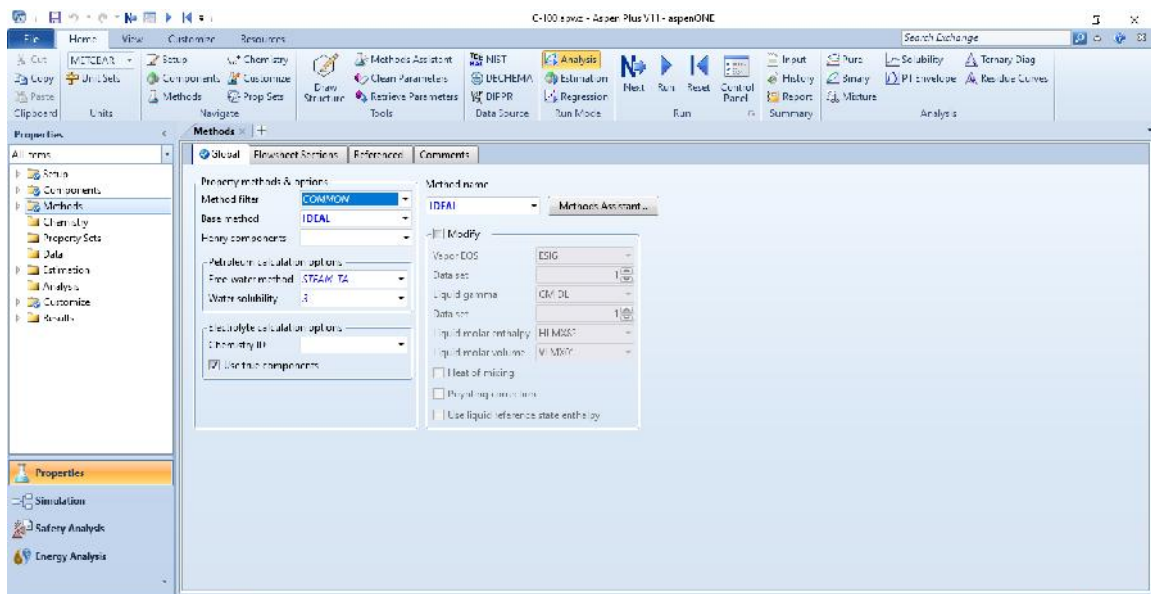 C-100.apwz - Aspen Plus V11 - aspenONE
File Home View Customize Resources Search Exchange
Cut METCBAR Setup Chemistry Methods Assistant NIST Analysis Input Pure Solubility Ternary Diag
Copy Unit Sets Components Customize Draw Structure Clean Parameters DECHEMA Estimation Next Run Reset Control Panel History Binary PT Envelope Residue Curves
Paste Methods Prop Sets Retrieve Parameters DIPPR Regression Report Mixture
Clipboard Units Navigate Tools Data Source Run Mode Run Summary Analysis
Properties
Methods
All Items
Global Flowsheet Sections Referenced Comments
Setup
Components
Methods
Chemistry
Property Sets
Data
Estimation
Analysis
Customize
Results
Property methods & options
Method filter COMMON
Base method IDEAL
Henry components
Petroleum calculation options
Free-water method STEAM-TA
Water solubility 3
Electrolyte calculation options
Chemistry ID
Use true components
Method name
IDEAL Methods Assistant...
Modify
Vapor EOS ESIG
Data set 1
Liquid gamma GMIDL
Data set 1
Liquid molar enthalpy
Liquid molar volume
Heat of mixing
Poynting correction
Use liquid reference state enthalpy
Properties
Simulation
Safety Analysis
Energy Analysis